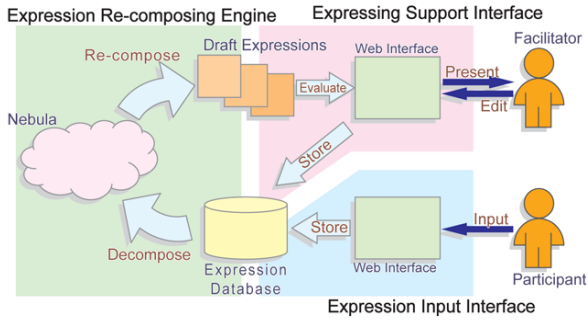 Expression Re-composing Engine
Expressing Support Interface
Re-compose
Draft Expressions
Evaluate
Web Interface
Facilitator
Present
Edit
Nebula
Store
Decompose
Expression
Database
Store
Web Interface
Input
Participant
Expression Input Interface